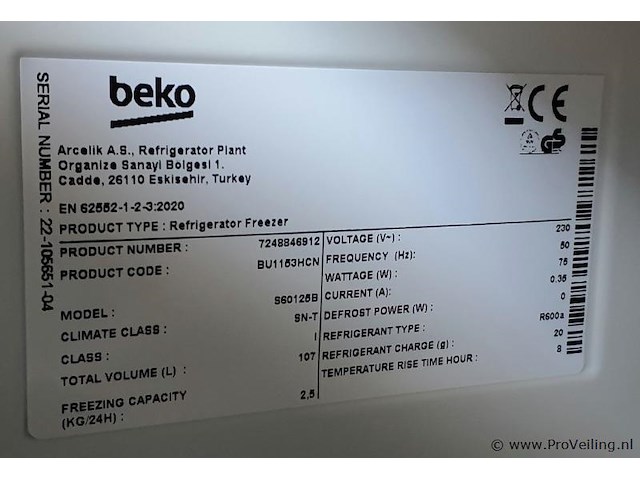 beko
Arcelik A.S., Refrigerator Plant
Organize Sanayi Bölgesi 1.
Cadde, 26110 Eskisehir, Turkey
EN 62552-1-2-3:2020
PRODUCT TYPE : Refrigerator Freezer
PRODUCT NUMBER : 7248846912
PRODUCT CODE : BU1153HCN
MODEL : S60125B
CLIMATE CLASS : SN-T
CLASS : I
TOTAL VOLUME (L) : 107
FREEZING CAPACITY
(KG/24H) : 2,5
VOLTAGE (V~) : 230
FREQUENCY (Hz): 50
WATTAGE (W) : 75
CURRENT (A): 0.35
DEFROST POWER (W) : 0
REFRIGERANT TYPE : R600a
REFRIGERANT CHARGE (g) : 20
TEMPERATURE RISE TIME HOUR : 8
SERIAL NUMBER : 22-105651-04
CE
GS
© www.ProVeiling.nl